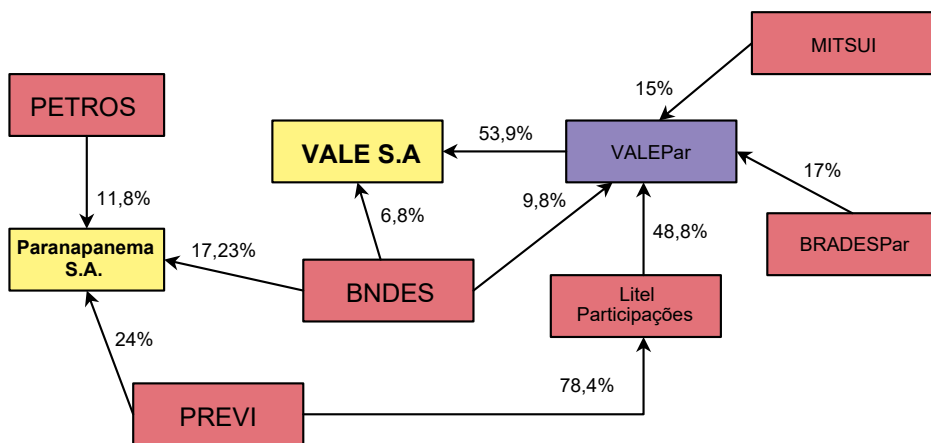 MITSUI
15%
PETROS
53,9%
VALE S.A
VALEPar
17%
11,8%
6,8%
9,8%
48,8%
BRADESPar
Paranapanema
S.A.
17,23%
BNDES
Litel
Participações
24%
78,4%
PREVI